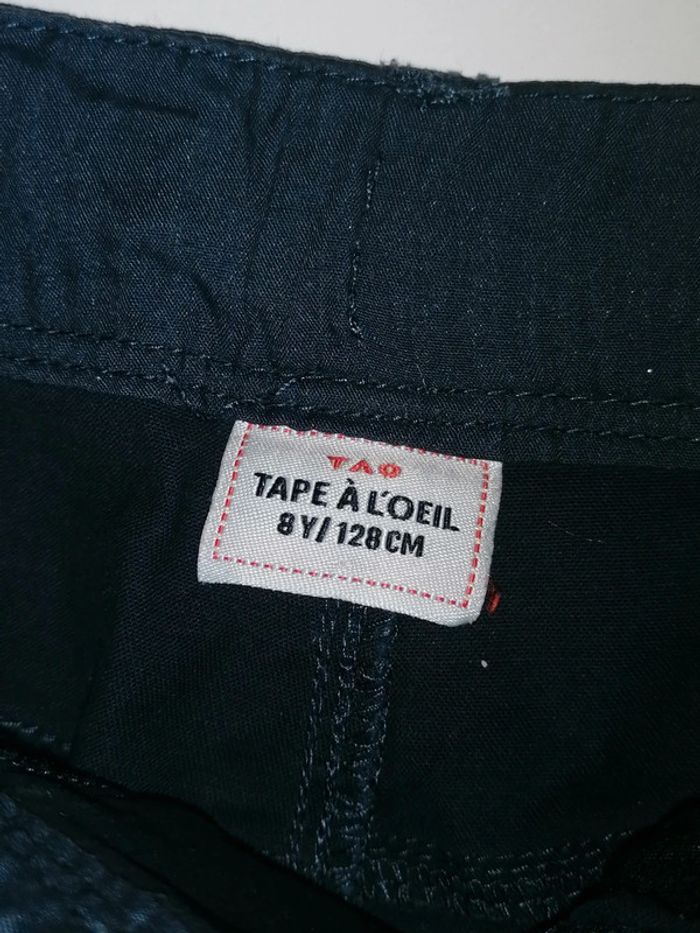 TAO
TAPE À L'OEIL
8Y/128CM